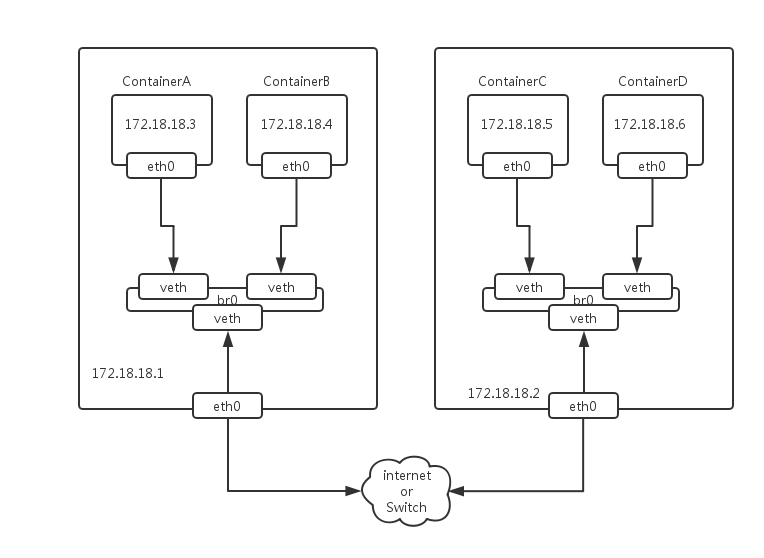 ContainerA
ContainerB
172.18.18.3
172.18.18.4
eth0
eth0
veth
veth
br0
veth
172.18.18.1
eth0
ContainerC
ContainerD
172.18.18.5
172.18.18.6
eth0
eth0
veth
veth
br0
veth
172.18.18.2
eth0
internet
or
Switch